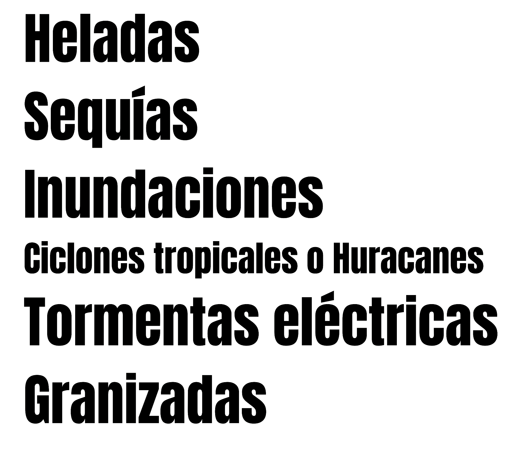 Heladas
Sequías
Inundaciones
Ciclones tropicales o Huracanes
Tormentas eléctricas
Granizadas